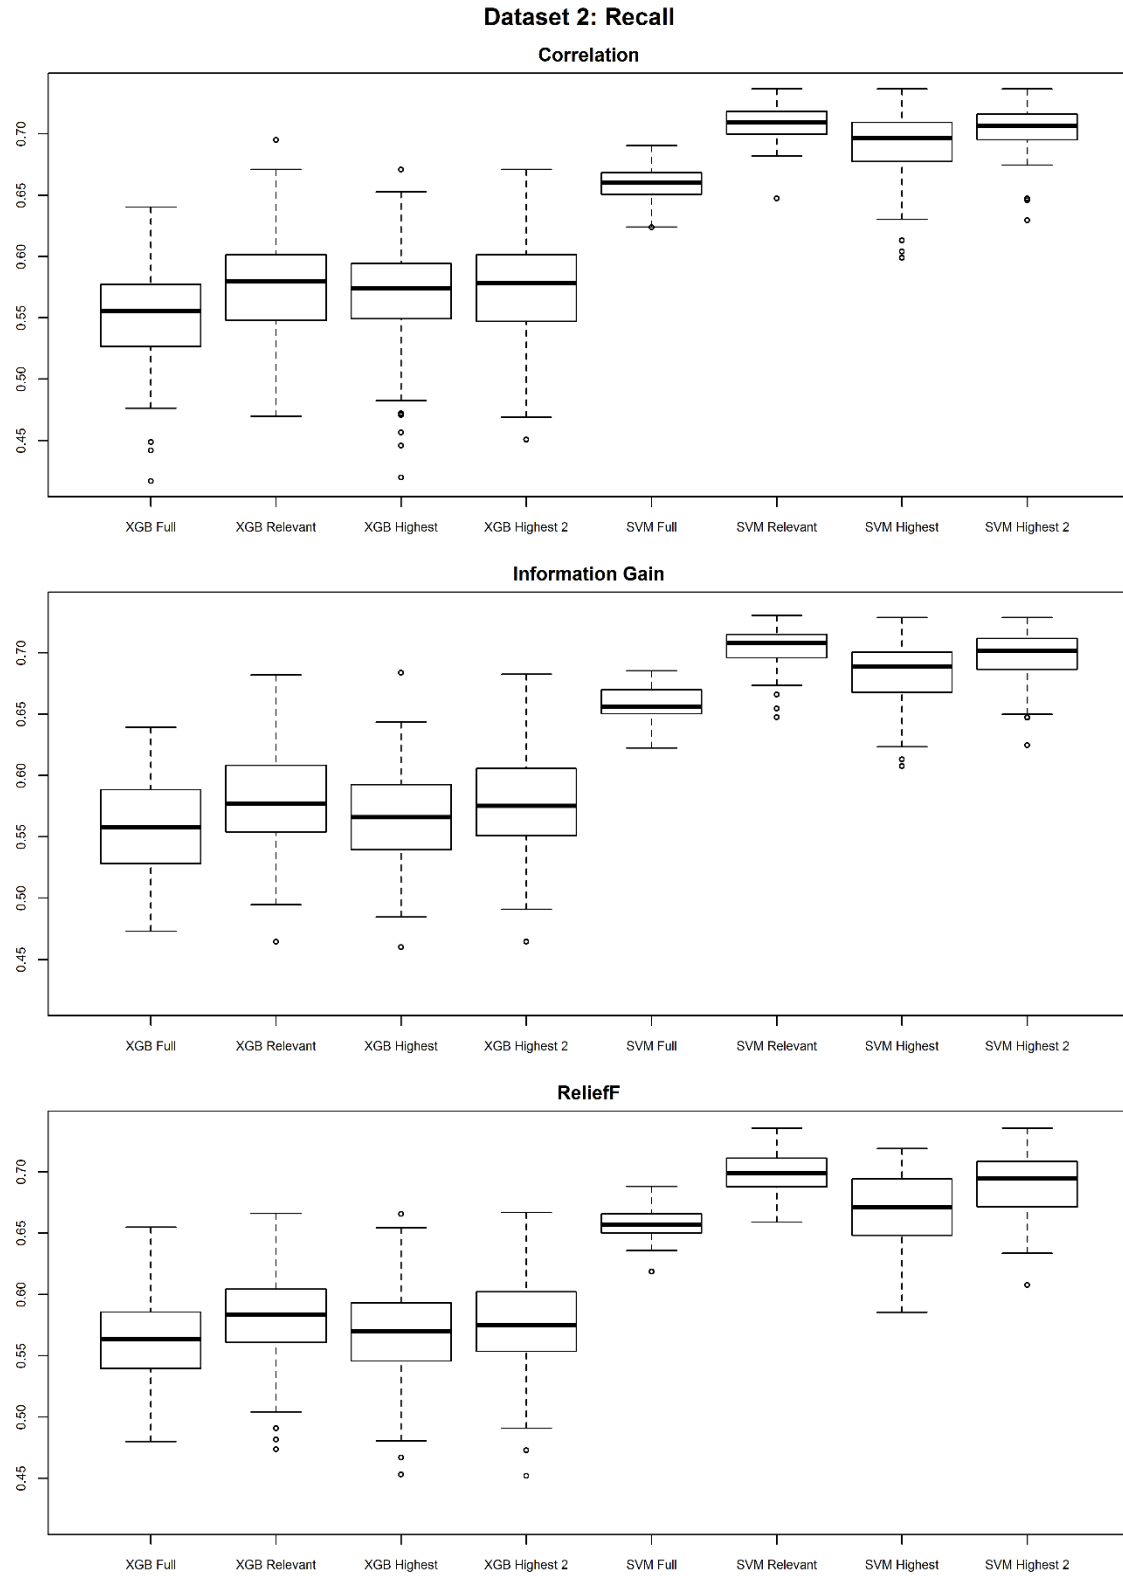 Dataset 2: Recall
Correlation
0.70
0.65
0.60
0.55
0.50
0.45
XGB Full XGB Relevant XGB Highest XGB Highest 2 SVM Full SVM Relevant SVM Highest SVM Highest 2
Information Gain
0.70
0.65
0.60
0.55
0.50
0.45
XGB Full XGB Relevant XGB Highest XGB Highest 2 SVM Full SVM Relevant SVM Highest SVM Highest 2
ReliefF
0.70
0.65
0.60
0.55
0.50
0.45
XGB Full XGB Relevant XGB Highest XGB Highest 2 SVM Full SVM Relevant SVM Highest SVM Highest 2